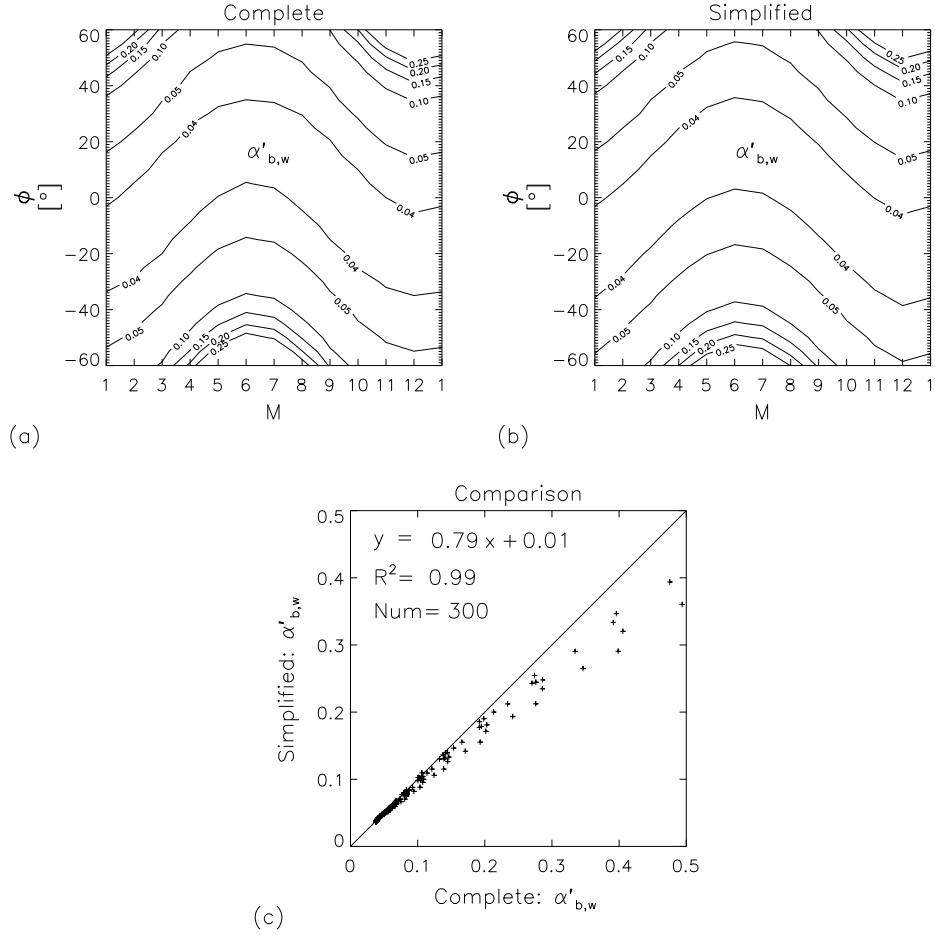 Complete
Simplified
60
40
20
0
−20
−40
−60
ϕ [°]
0.20
0.15
0.10
0.05
0.04
α'b,w
0.25
0.20
0.15
0.10
0.05
0.04
0.04
0.05
0.10
0.15
0.20
0.25
1 2 3 4 5 6 7 8 9 10 11 12 1
M
(a)
60
40
20
0
−20
−40
−60
ϕ [°]
0.15
0.10
0.05
0.04
α'b,w
0.25
0.20
0.15
0.10
0.05
0.04
0.04
0.05
0.04
0.05
0.10
0.15
0.20
0.25
1 2 3 4 5 6 7 8 9 10 11 12 1
M
(b)
Comparison
y = 0.79 x + 0.01
R²= 0.99
Num= 300
0.5
0.4
0.3
0.2
0.1
0
Simplified: α'b,w
0 0.1 0.2 0.3 0.4 0.5
Complete: α'b,w
(c)